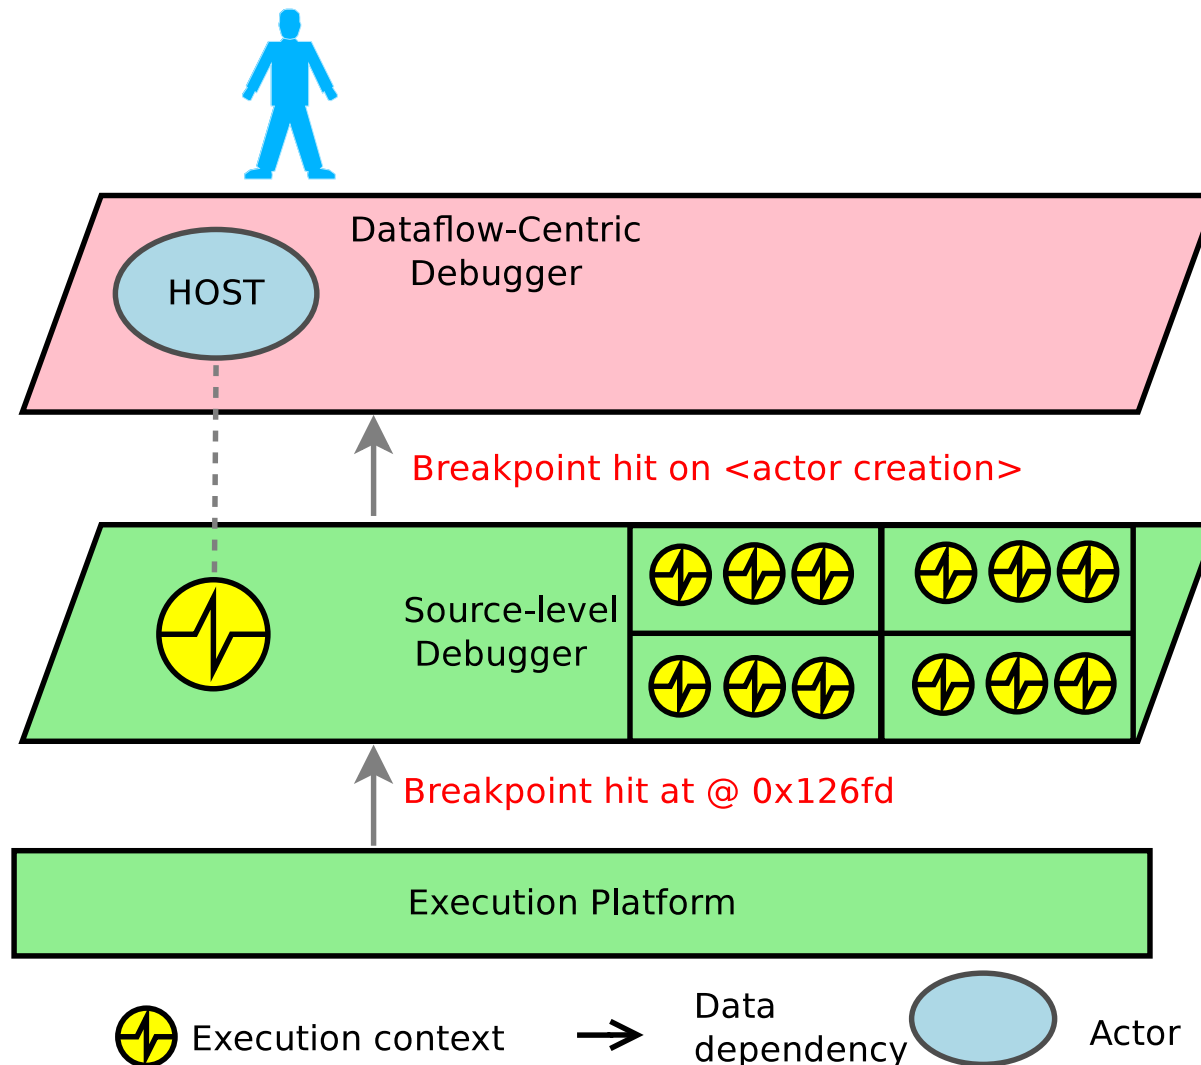 Dataflow-Centric
Debugger
HOST
Breakpoint hit on <actor creation>
Source-level
Debugger
Breakpoint hit at @ 0x126fd
Execution Platform
Execution context
Data
dependency
Actor